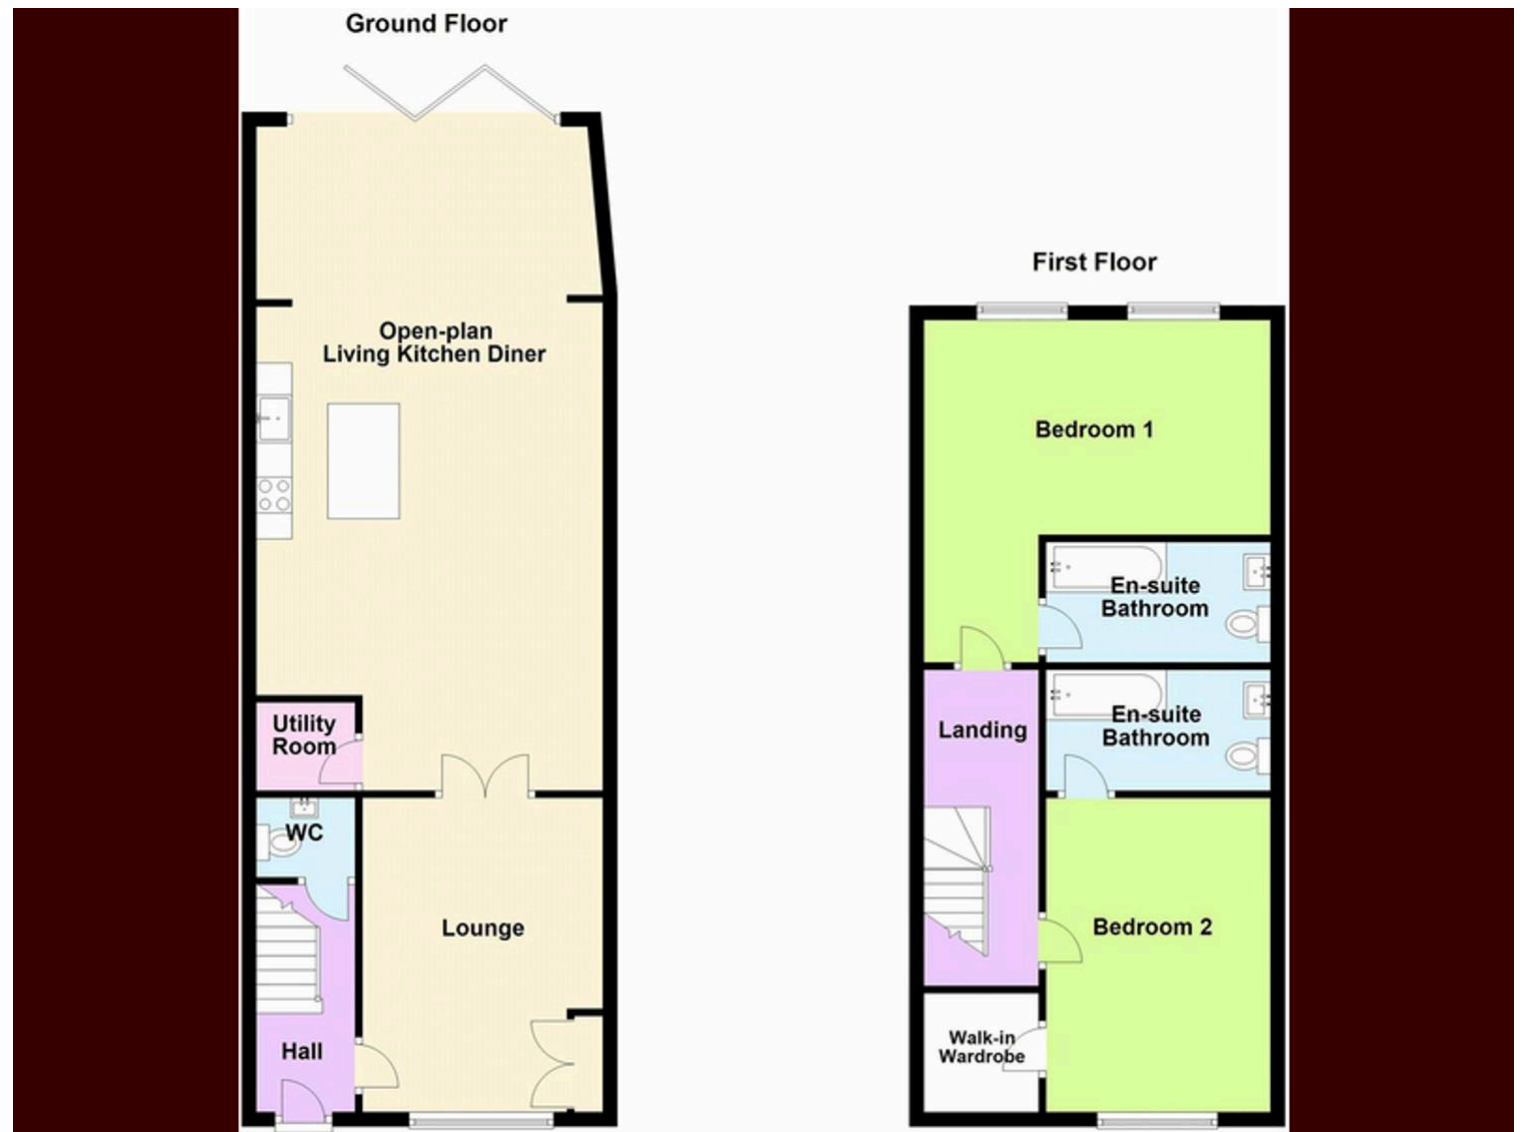 Ground Floor
Open-plan
Living Kitchen Diner
Utility
Room
WC
Lounge
Hall
First Floor
Bedroom 1
En-suite
Bathroom
En-suite
Bathroom
Landing
Bedroom 2
Walk-in
Wardrobe